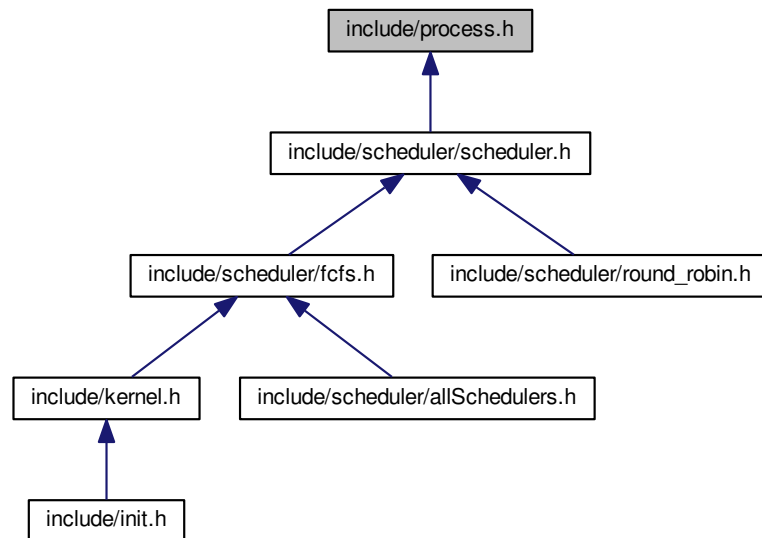 include/process.h
include/scheduler/scheduler.h
include/scheduler/fcfs.h
include/scheduler/round_robin.h
include/kernel.h
include/scheduler/allSchedulers.h
include/init.h